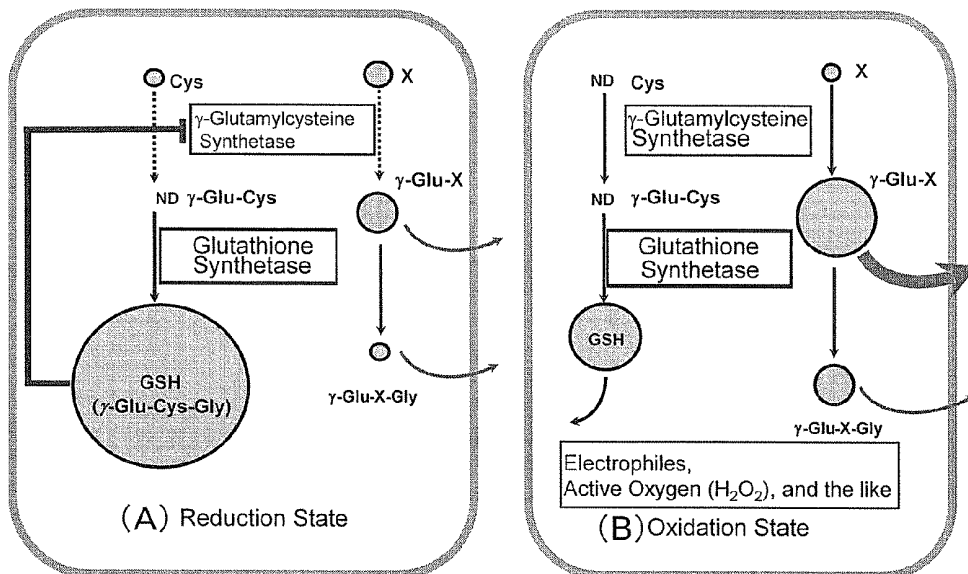 Cys
X
γ-Glutamylcysteine
Synthetase
ND γ-Glu-Cys
γ-Glu-X
Glutathione
Synthetase
GSH
(γ-Glu-Cys-Gly)
γ-Glu-X-Gly
(A) Reduction State
ND Cys
X
γ-Glutamylcysteine
Synthetase
γ-Glu-X
ND γ-Glu-Cys
Glutathione
Synthetase
GSH
γ-Glu-X-Gly
Electrophiles,
Active Oxygen (H₂O₂), and the like
(B) Oxidation State